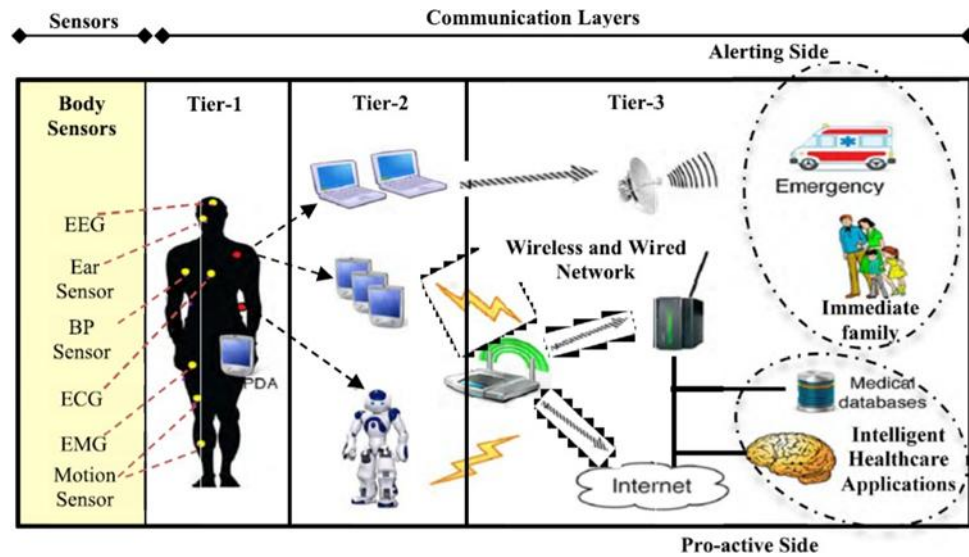 Sensors
Communication Layers
Alerting Side
Body
Sensors
Tier-1
Tier-2
Tier-3
EEG
Ear
Sensor
BP
Sensor
ECG
EMG
Motion
Sensor
PDA
Wireless and Wired
Network
Internet
Emergency
Immediate
family
Medical
databases
Intelligent
Healthcare
Applications
Pro-active Side